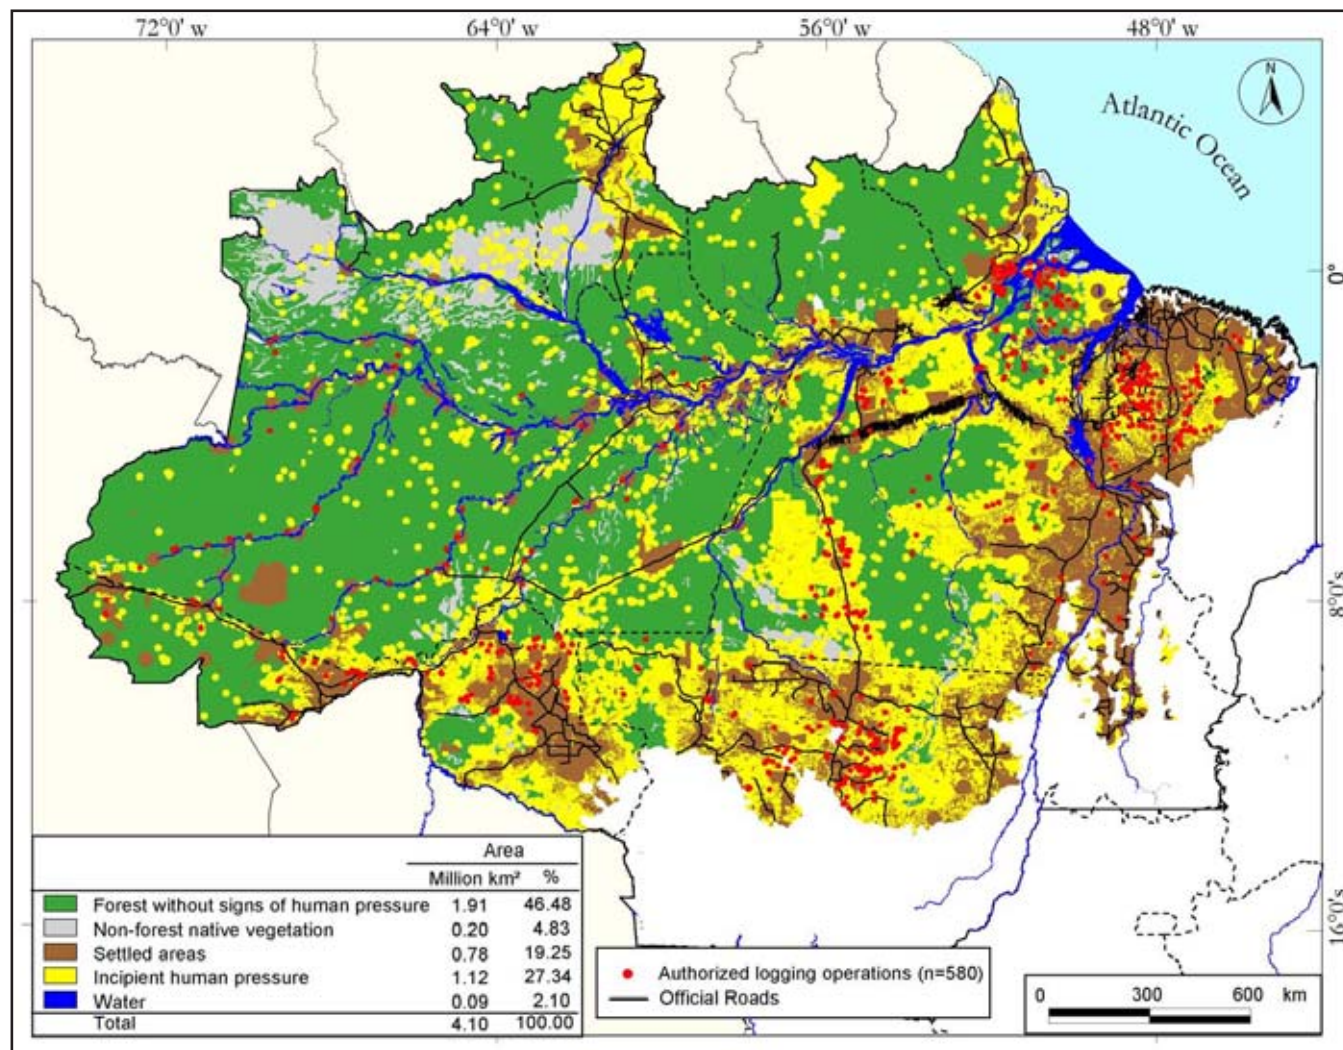 72°0' w 64°0' w 56°0' w 48°0' w
N
Atlantic Ocean
0°
8°0's
16°0's
Area
Million km² %
Forest without signs of human pressure 1.91 46.48
Non-forest native vegetation 0.20 4.83
Settled areas 0.78 19.25
Incipient human pressure 1.12 27.34
Water 0.09 2.10
Total 4.10 100.00
Authorized logging operations (n=580)
Official Roads
0 300 600 km